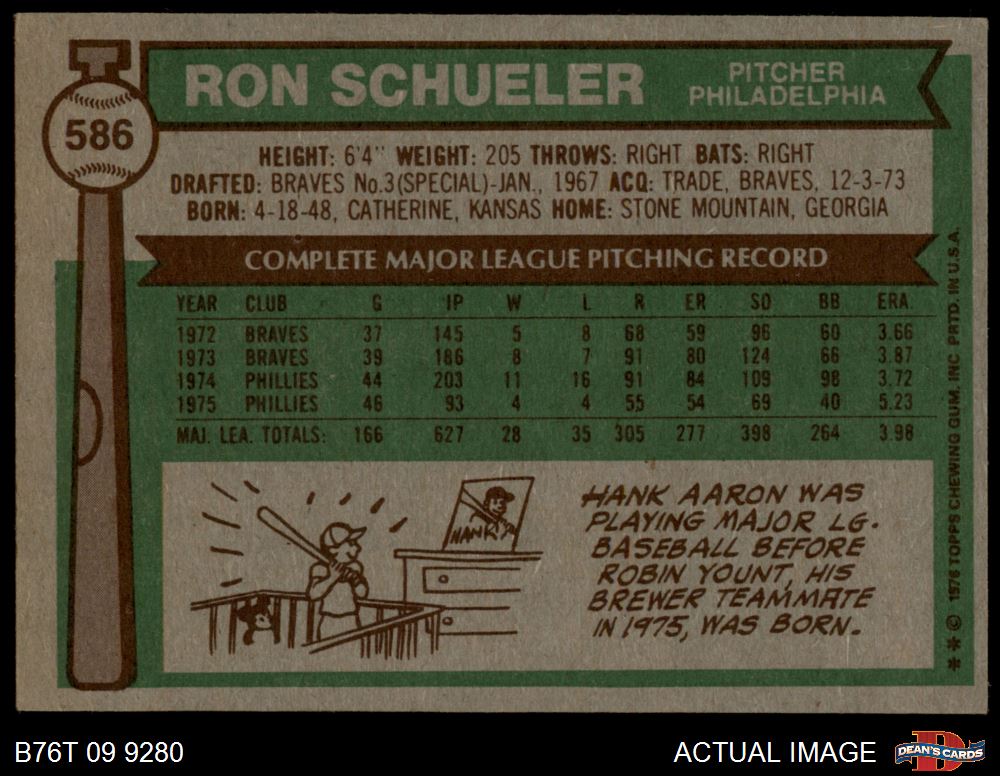 586
RON SCHUELER
PITCHER
PHILADELPHIA
HEIGHT: 6'4" WEIGHT: 205 THROWS: RIGHT BATS: RIGHT
DRAFTED: BRAVES No.3(SPECIAL)-JAN., 1967 ACQ: TRADE, BRAVES, 12-3-73
BORN: 4-18-48, CATHERINE, KANSAS HOME: STONE MOUNTAIN, GEORGIA
COMPLETE MAJOR LEAGUE PITCHING RECORD
YEAR CLUB G IP W L R ER SO BB ERA
1972 BRAVES 37 145 5 8 68 59 96 60 3.66
1973 BRAVES 39 186 8 7 91 80 124 66 3.87
1974 PHILLIES 44 203 11 16 91 84 109 98 3.72
1975 PHILLIES 46 93 4 4 55 54 69 40 5.23
MAJ. LEA. TOTALS: 166 627 28 35 305 277 398 264 3.98
HANK
HANK AARON WAS
PLAYING MAJOR LG.
BASEBALL BEFORE
ROBIN YOUNT, HIS
BREWER TEAMMATE
IN 1975, WAS BORN.
** © 1976 TOPPS CHEWING GUM, INC PRTD. IN U.S.A.
B76T 09 9280
ACTUAL IMAGE
DEAN'S CARDS